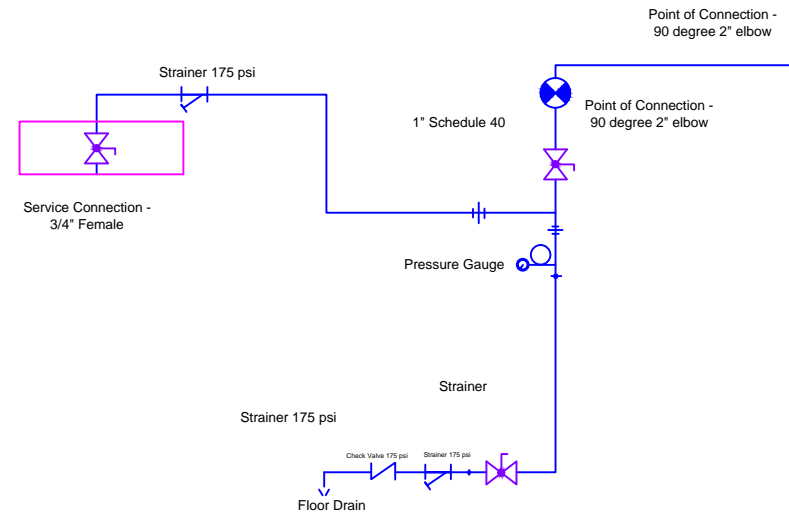 Point of Connection -
90 degree 2" elbow
Strainer 175 psi
Point of Connection -
90 degree 2" elbow
1" Schedule 40
Service Connection -
3/4" Female
Pressure Gauge
Strainer
Strainer 175 psi
Check Valve 175 psi
Strainer 175 psi
Floor Drain